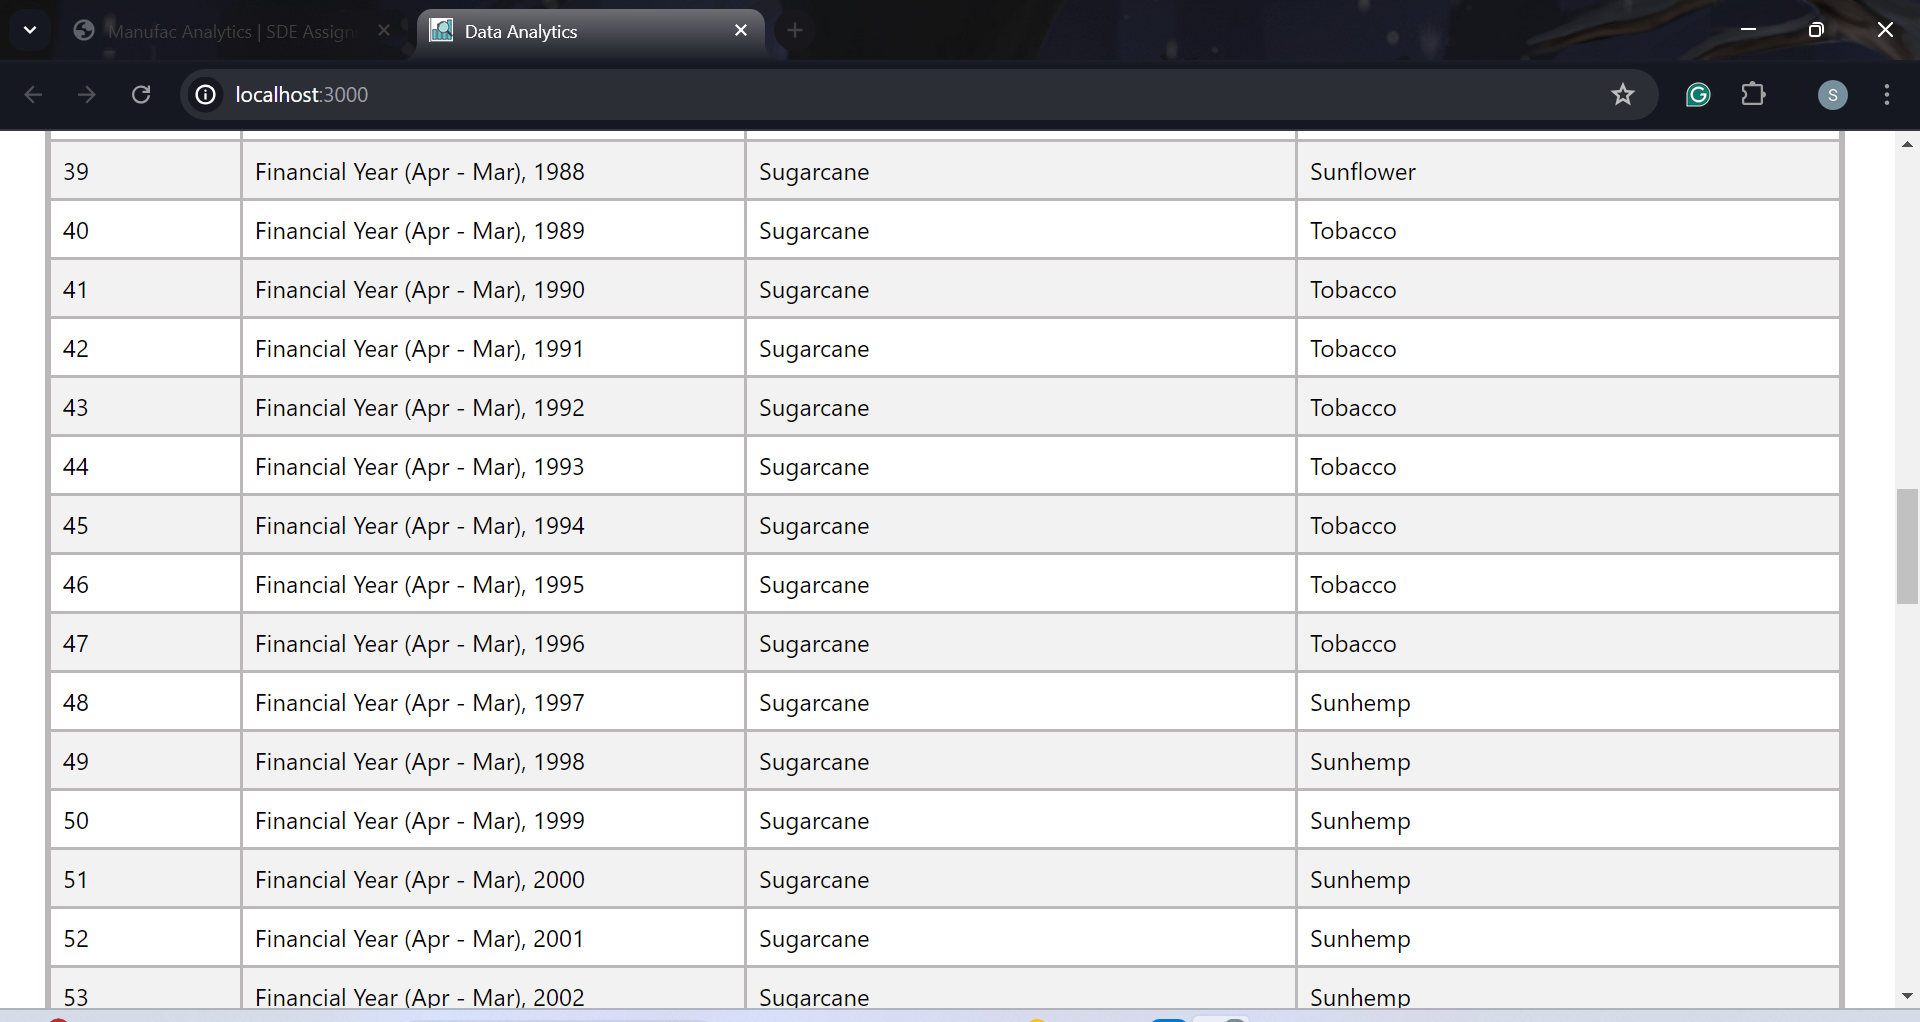 Manufac Analytics | SDE Assign
Data Analytics
localhost:3000
S
39 Financial Year (Apr - Mar), 1988 Sugarcane Sunflower
40 Financial Year (Apr - Mar), 1989 Sugarcane Tobacco
41 Financial Year (Apr - Mar), 1990 Sugarcane Tobacco
42 Financial Year (Apr - Mar), 1991 Sugarcane Tobacco
43 Financial Year (Apr - Mar), 1992 Sugarcane Tobacco
44 Financial Year (Apr - Mar), 1993 Sugarcane Tobacco
45 Financial Year (Apr - Mar), 1994 Sugarcane Tobacco
46 Financial Year (Apr - Mar), 1995 Sugarcane Tobacco
47 Financial Year (Apr - Mar), 1996 Sugarcane Tobacco
48 Financial Year (Apr - Mar), 1997 Sugarcane Sunhemp
49 Financial Year (Apr - Mar), 1998 Sugarcane Sunhemp
50 Financial Year (Apr - Mar), 1999 Sugarcane Sunhemp
51 Financial Year (Apr - Mar), 2000 Sugarcane Sunhemp
52 Financial Year (Apr - Mar), 2001 Sugarcane Sunhemp
53 Financial Year (Apr - Mar), 2002 Sugarcane Sunhemp